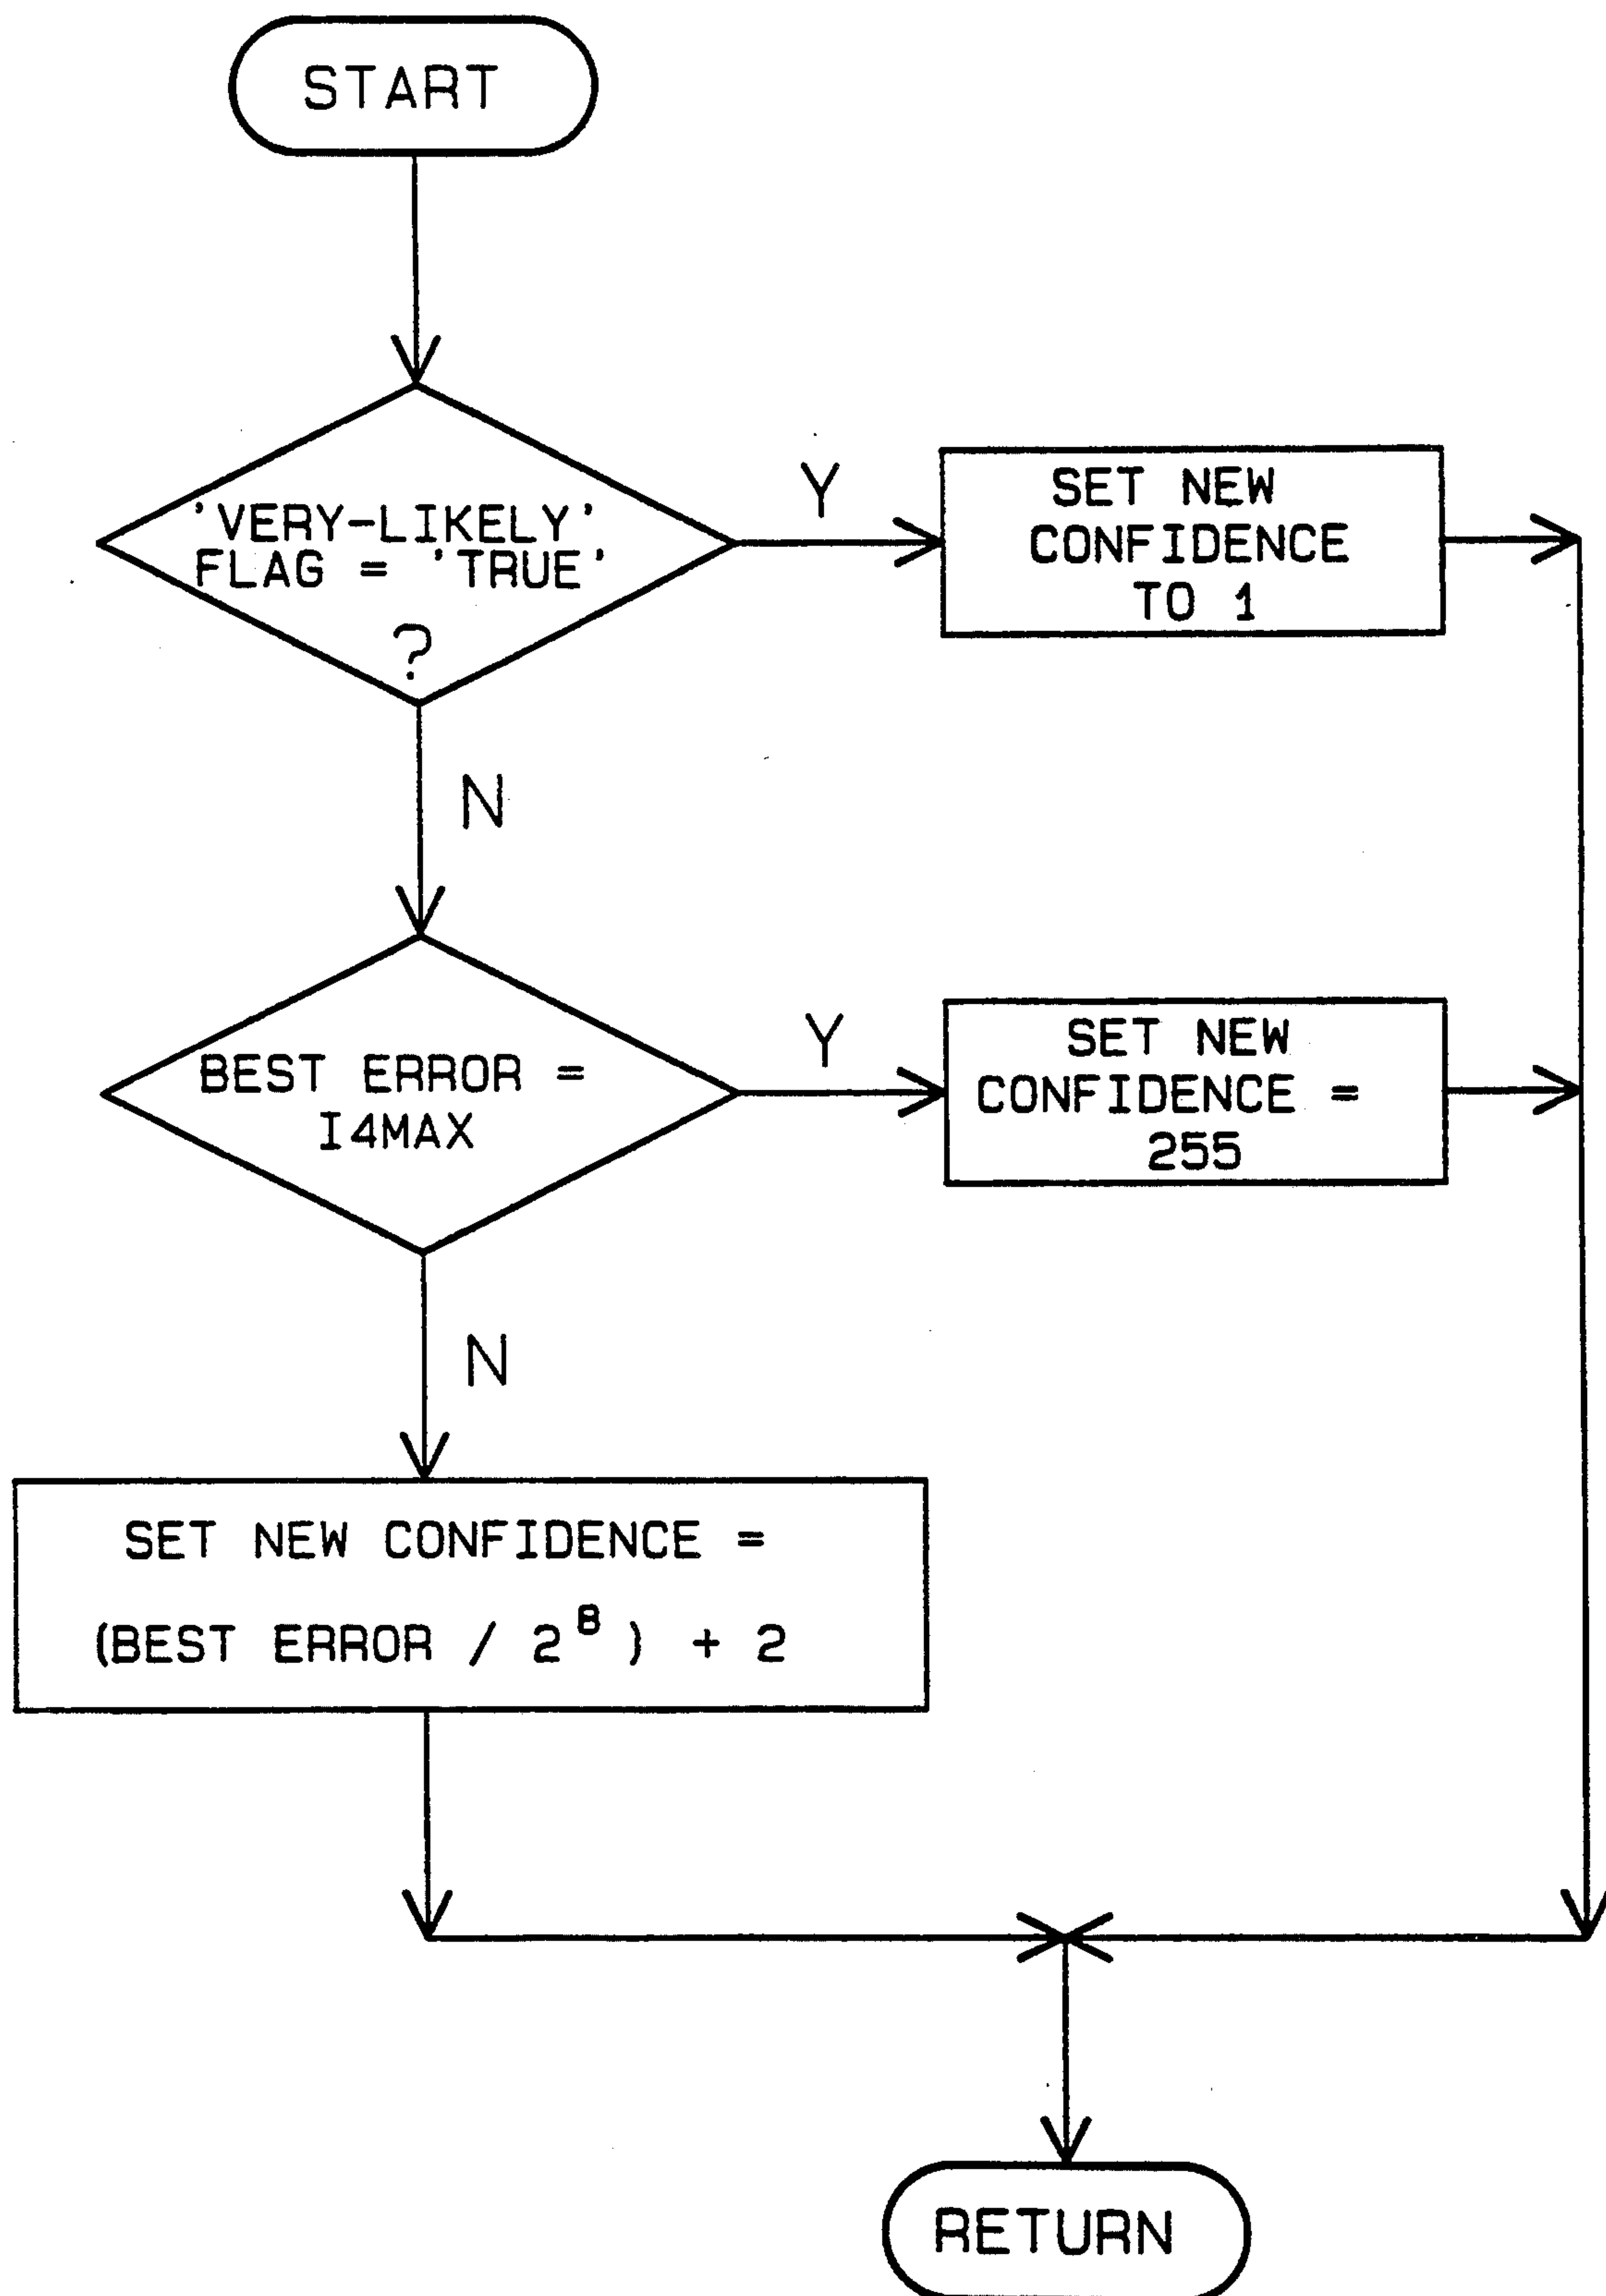 START
'VERY-LIKELY'
FLAG = 'TRUE'
?
Y
SET NEW
CONFIDENCE
TO 1
N
BEST ERROR =
I4MAX
Y
SET NEW
CONFIDENCE =
255
N
SET NEW CONFIDENCE =
(BEST ERROR / 2⁸) + 2
RETURN